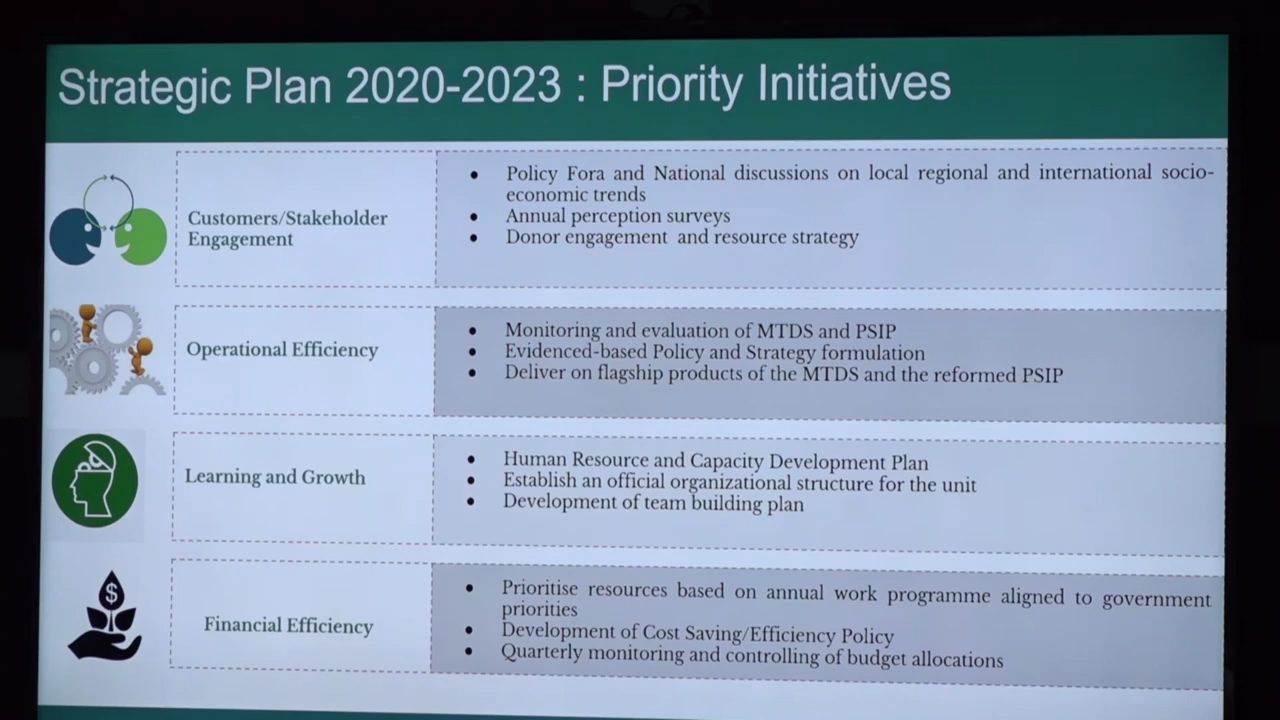 Strategic Plan 2020-2023 : Priority Initiatives
Customers/Stakeholder
Engagement
• Policy Fora and National discussions on local regional and international socio-
economic trends
• Annual perception surveys
• Donor engagement and resource strategy
Operational Efficiency
• Monitoring and evaluation of MTDS and PSIP
• Evidenced-based Policy and Strategy formulation
• Deliver on flagship products of the MTDS and the reformed PSIP
Learning and Growth
• Human Resource and Capacity Development Plan
• Establish an official organizational structure for the unit
• Development of team building plan
$
Financial Efficiency
• Prioritise resources based on annual work programme aligned to government
priorities
• Development of Cost Saving/Efficiency Policy
• Quarterly monitoring and controlling of budget allocations